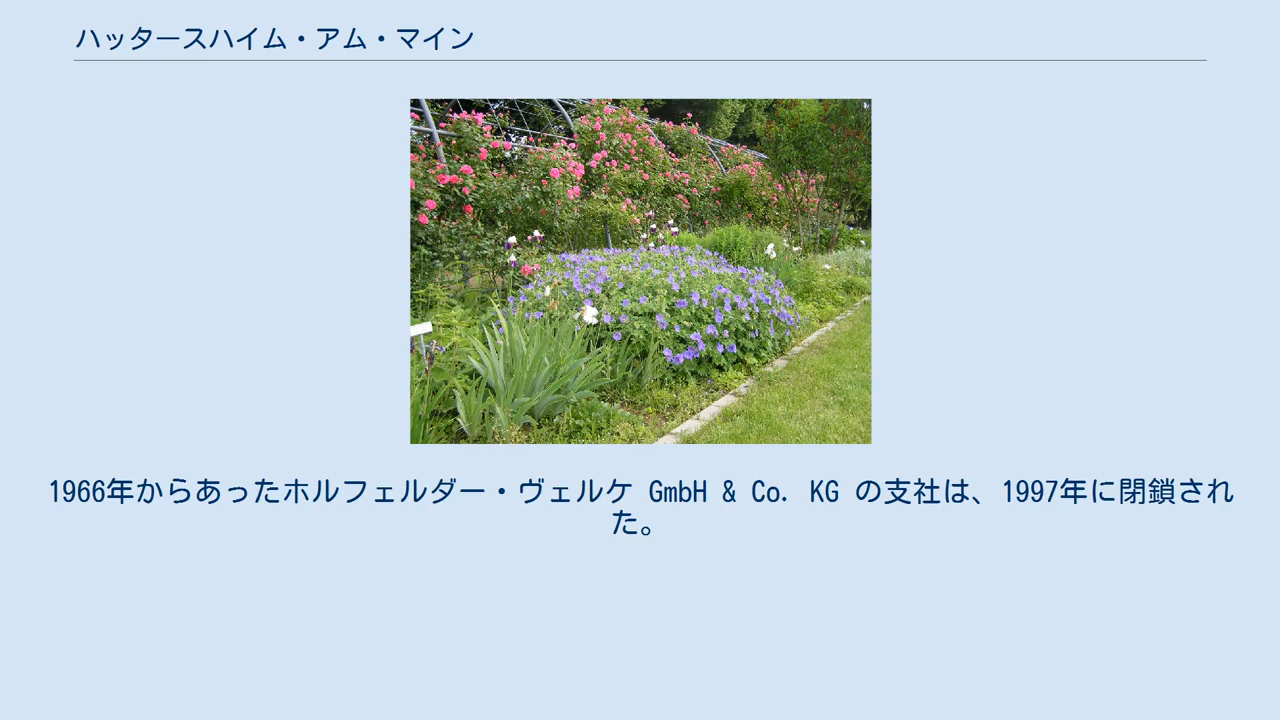 ハッタースハイム・アム・マイン
1966年からあったホルフェルダー・ヴェルケ GmbH & Co. KG の支社は、1997年に閉鎖され
た。